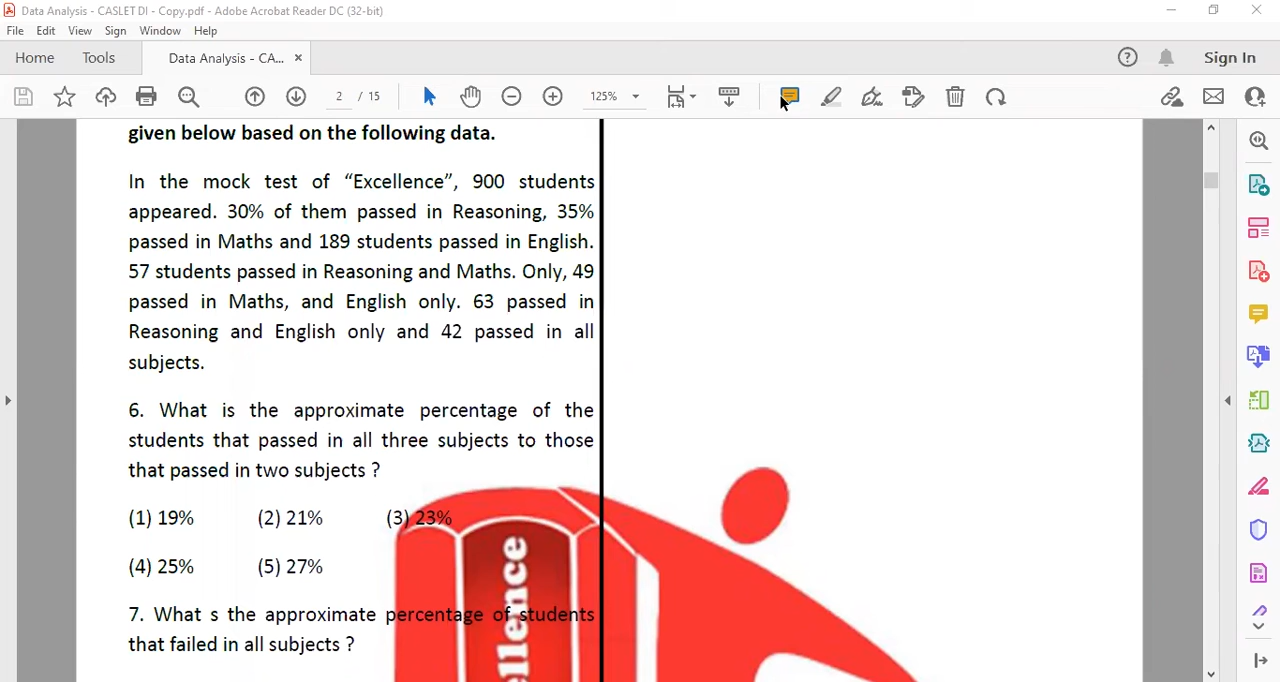 Data Analysis - CASLET DI - Copy.pdf - Adobe Acrobat Reader DC (32-bit)
File Edit View Sign Window Help
Home Tools Data Analysis - CA... × Sign In
2 / 15 125%
given below based on the following data.
In the mock test of “Excellence”, 900 students
appeared. 30% of them passed in Reasoning, 35%
passed in Maths and 189 students passed in English.
57 students passed in Reasoning and Maths. Only, 49
passed in Maths, and English only. 63 passed in
Reasoning and English only and 42 passed in all
subjects.
6. What is the approximate percentage of the
students that passed in all three subjects to those
that passed in two subjects ?
(1) 19% (2) 21% (3) 23%
(4) 25% (5) 27%
7. What s the approximate percentage of students
that failed in all subjects ?
ellence